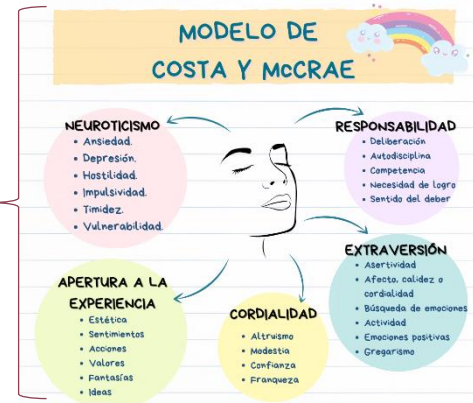 MODELO DE
COSTA Y McCRAE
NEUROTICISMO
• Ansiedad.
• Depresión.
• Hostilidad.
• Impulsividad.
• Timidez.
• Vulnerabilidad.
RESPONSABILIDAD
• Deliberación
• Autodisciplina
• Competencia
• Necesidad de logro
• Sentido del deber
APERTURA A LA
EXPERIENCIA
• Estética
• Sentimientos
• Acciones
• Valores
• Fantasías
• Ideas
CORDIALIDAD
• Altruismo
• Modestia
• Confianza
• Franqueza
EXTRAVERSIÓN
• Asertividad
• Afecto, calidez o
cordialidad
• Búsqueda de emociones
• Actividad
• Emociones positivas
• Gregarismo